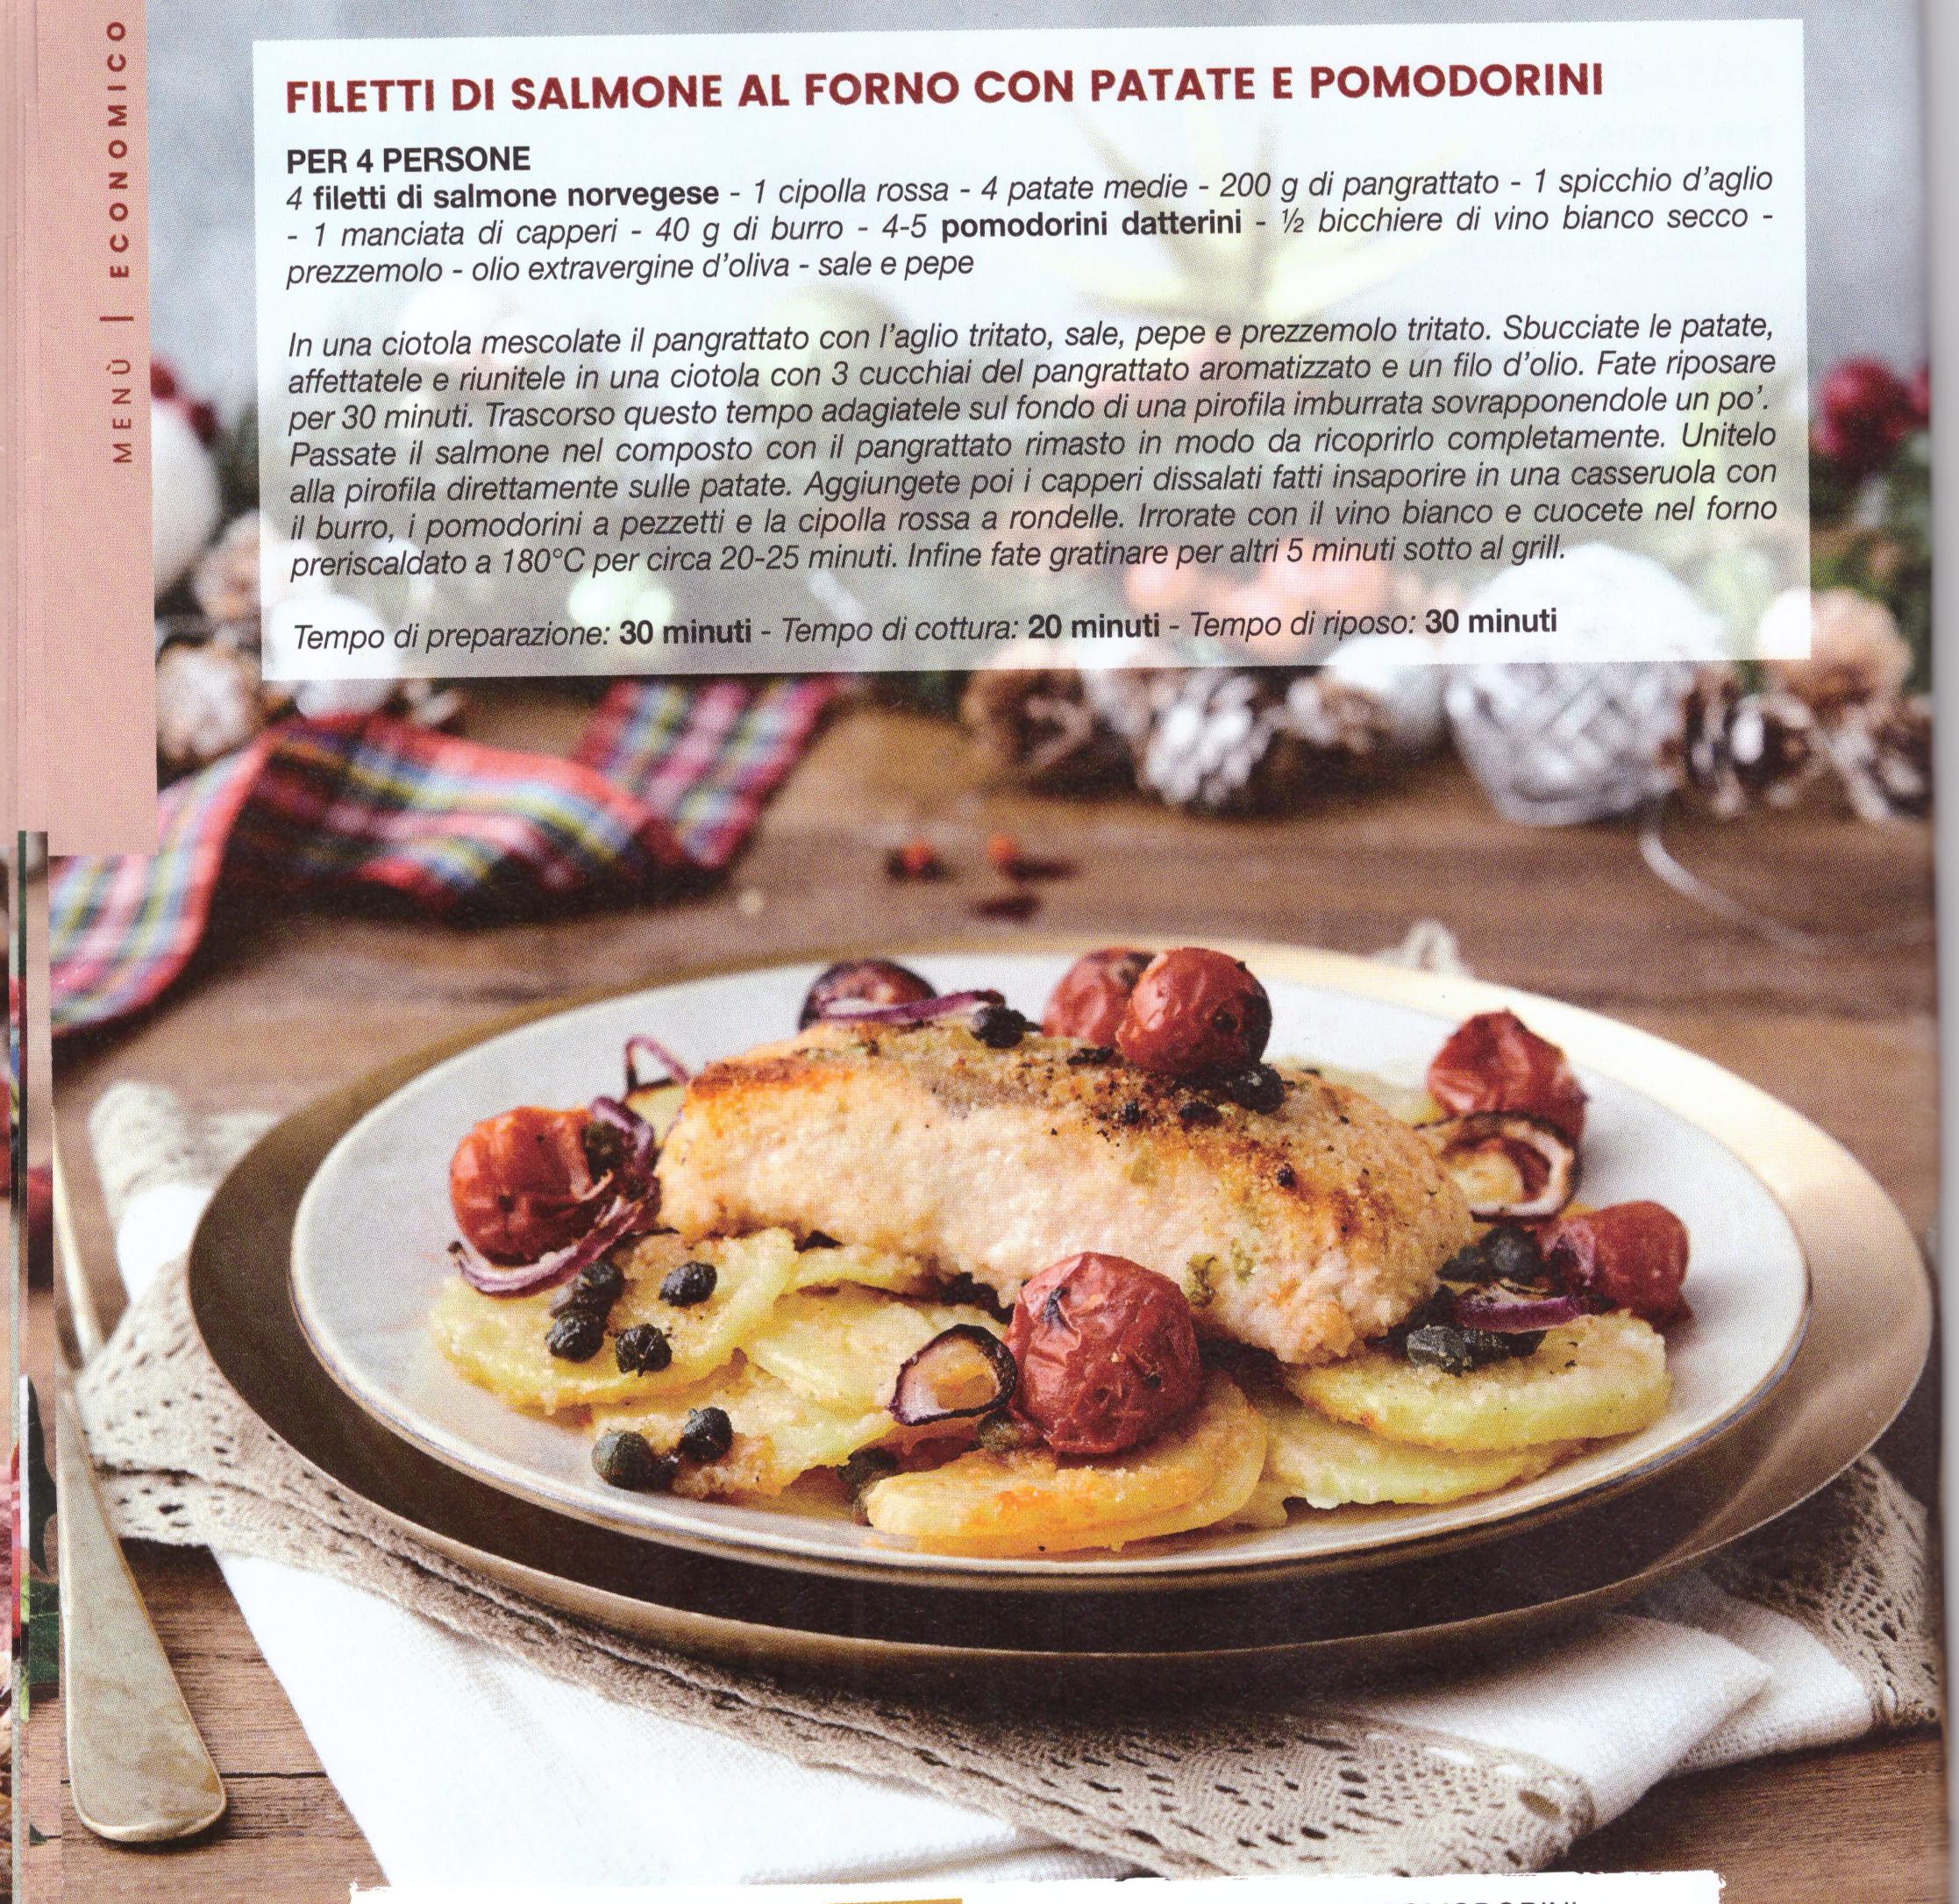 MENÙ | ECONOMICO
FILETTI DI SALMONE AL FORNO CON PATATE E POMODORINI
PER 4 PERSONE
4 filetti di salmone norvegese - 1 cipolla rossa - 4 patate medie - 200 g di pangrattato - 1 spicchio d'aglio
- 1 manciata di capperi - 40 g di burro - 4-5 pomodorini datterini - ½ bicchiere di vino bianco secco -
prezzemolo - olio extravergine d'oliva - sale e pepe
In una ciotola mescolate il pangrattato con l'aglio tritato, sale, pepe e prezzemolo tritato. Sbucciate le patate,
affettatele e riunitele in una ciotola con 3 cucchiai del pangrattato aromatizzato e un filo d'olio. Fate riposare
per 30 minuti. Trascorso questo tempo adagiatele sul fondo di una pirofila imburrata sovrapponendole un po'.
Passate il salmone nel composto con il pangrattato rimasto in modo da ricoprirlo completamente. Unitelo
alla pirofila direttamente sulle patate. Aggiungete poi i capperi dissalati fatti insaporire in una casseruola con
il burro, i pomodorini a pezzetti e la cipolla rossa a rondelle. Irrorate con il vino bianco e cuocete nel forno
preriscaldato a 180°C per circa 20-25 minuti. Infine fate gratinare per altri 5 minuti sotto al grill.
Tempo di preparazione: 30 minuti - Tempo di cottura: 20 minuti - Tempo di riposo: 30 minuti